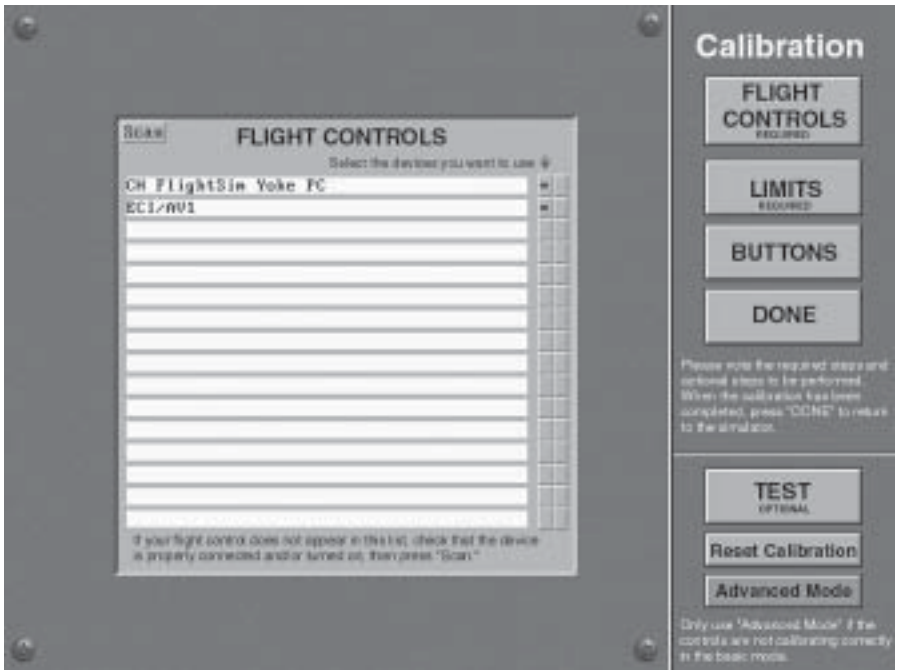 Scan
FLIGHT CONTROLS
Select the devices you want to use
CH FlightSim Yoke PC
ECI/AV1
If your flight control does not appear in this list, check that the device
is properly connected and/or turned on, then press "Scan."
Calibration
FLIGHT
CONTROLS
REQUIRED
LIMITS
REQUIRED
BUTTONS
DONE
Please note the required steps and
optional steps to be performed.
When the calibration has been
completed, press "DONE" to return
to the simulator.
TEST
OPTIONAL
Reset Calibration
Advanced Mode
Only use "Advanced Mode" if the
controls are not calibrating correctly
in the basic mode.